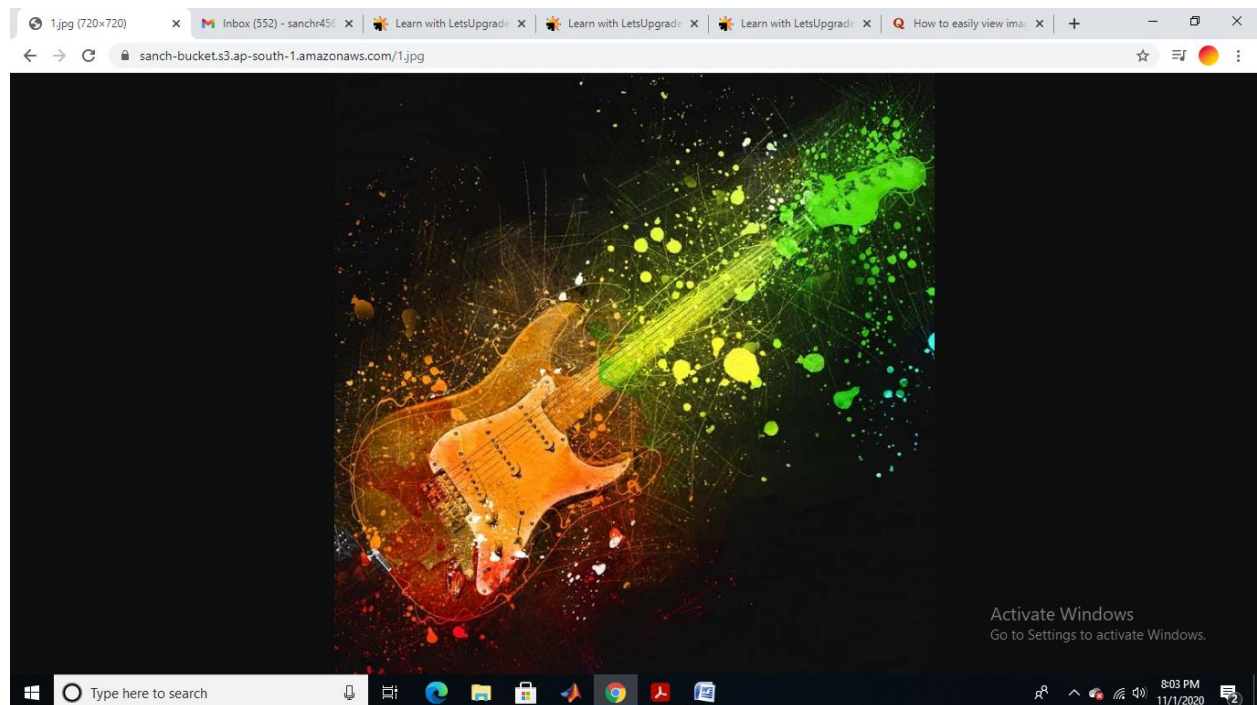 1.jpg (720×720)
Inbox (552) - sanchr456
Learn with LetsUpgrade
Learn with LetsUpgrade
Learn with LetsUpgrade
How to easily view imag
sanch-bucket.s3.ap-south-1.amazonaws.com/1.jpg
Activate Windows
Go to Settings to activate Windows.
Type here to search
8:03 PM
11/1/2020
2